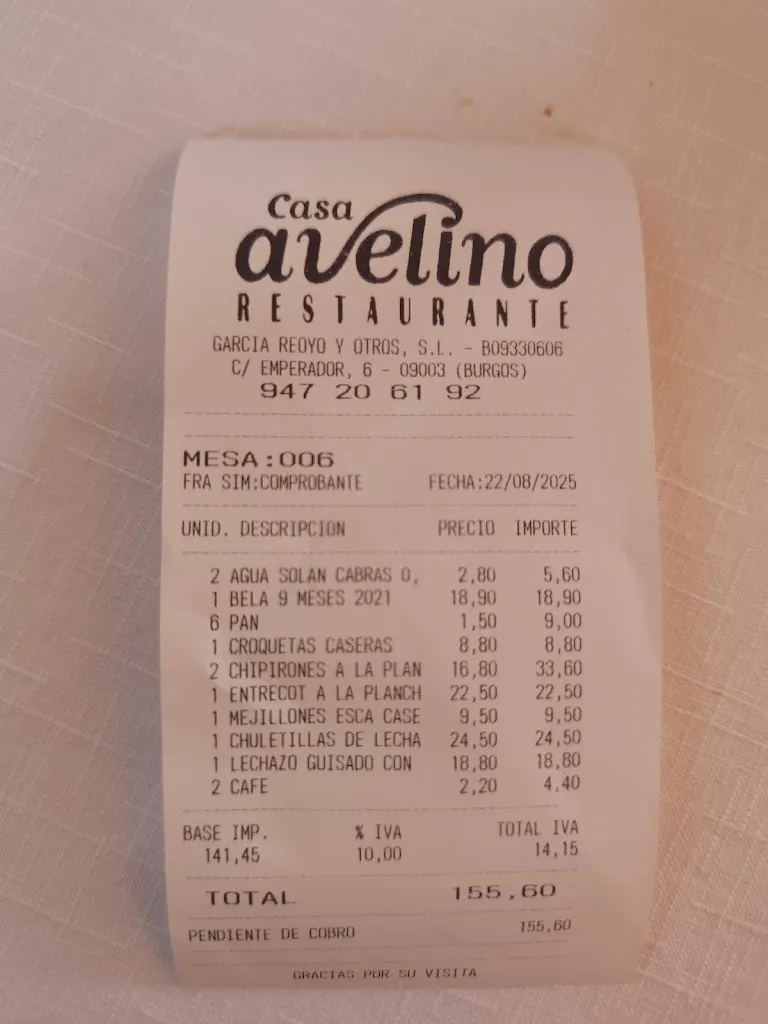 Casa
avelino
RESTAURANTE
GARCIA REOYO Y OTROS, S.L. - B09330606
C/ EMPERADOR, 6 - 09003 (BURGOS)
947 20 61 92
MESA:006
FRA SIM:COMPROBANTE FECHA:22/08/2025
UNID. DESCRIPCION PRECIO IMPORTE
2 AGUA SOLAN CABRAS 0, 2,80 5,60
1 BELA 9 MESES 2021 18,90 18,90
6 PAN 1,50 9,00
1 CROQUETAS CASERAS 8,80 8,80
2 CHIPIRONES A LA PLAN 16,80 33,60
1 ENTRECOT A LA PLANCH 22,50 22,50
1 MEJILLONES ESCA CASE 9,50 9,50
1 CHULETILLAS DE LECHA 24,50 24,50
1 LECHAZO GUISADO CON 18,80 18,80
2 CAFE 2,20 4,40
BASE IMP. % IVA TOTAL IVA
141,45 10,00 14,15
TOTAL 155,60
PENDIENTE DE COBRO 155,60
GRACIAS POR SU VISITA